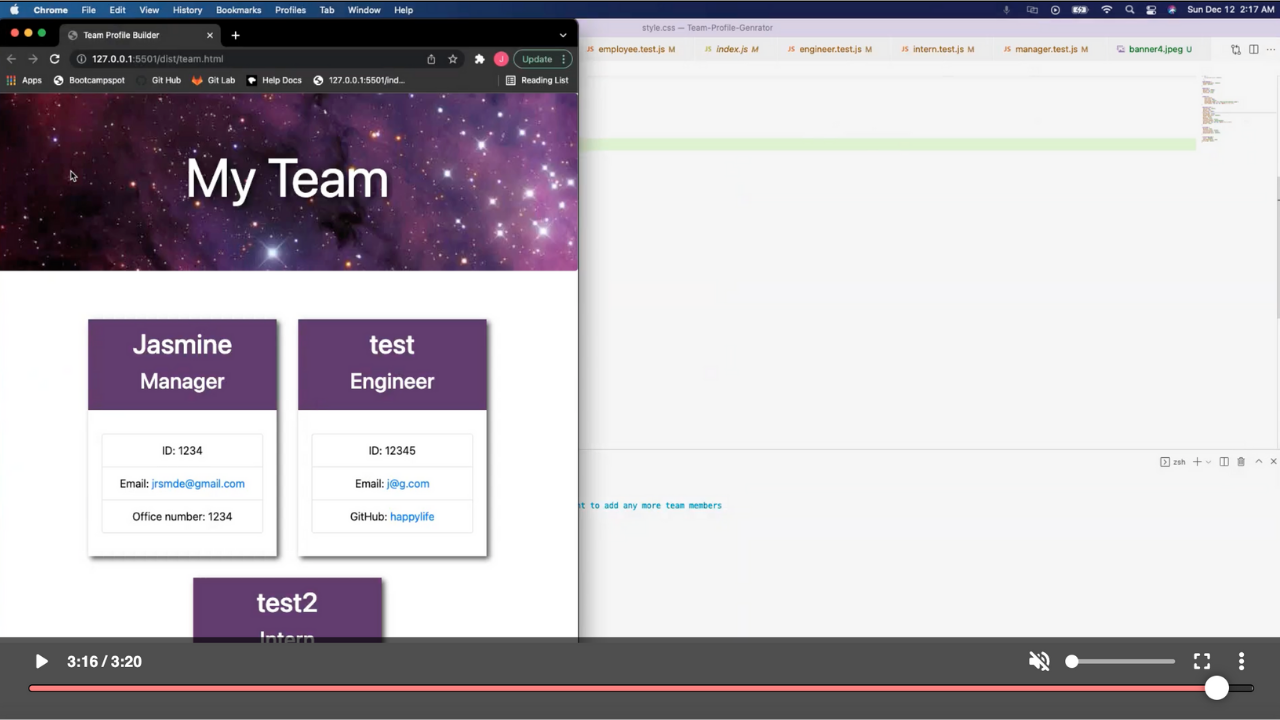 Chrome File Edit View History Bookmarks Profiles Tab Window Help Sun Dec 12 2:17 AM
Team Profile Builder
style.css — Team-Profile-Genrator
127.0.0.1:5501/dist/team.html J Update
JS employee.test.js M JS index.js M JS engineer.test.js M JS intern.test.js M JS manager.test.js M banner4.jpeg U
Apps Bootcampspot Git Hub Git Lab Help Docs 127.0.0.1:5501/ind... Reading List
My Team
Jasmine
Manager
ID: 1234
Email: jrsmde@gmail.com
Office number: 1234
test
Engineer
ID: 12345
Email: j@g.com
GitHub: happylife
test2
Intern
zsh
nt to add any more team members
3:16 / 3:20